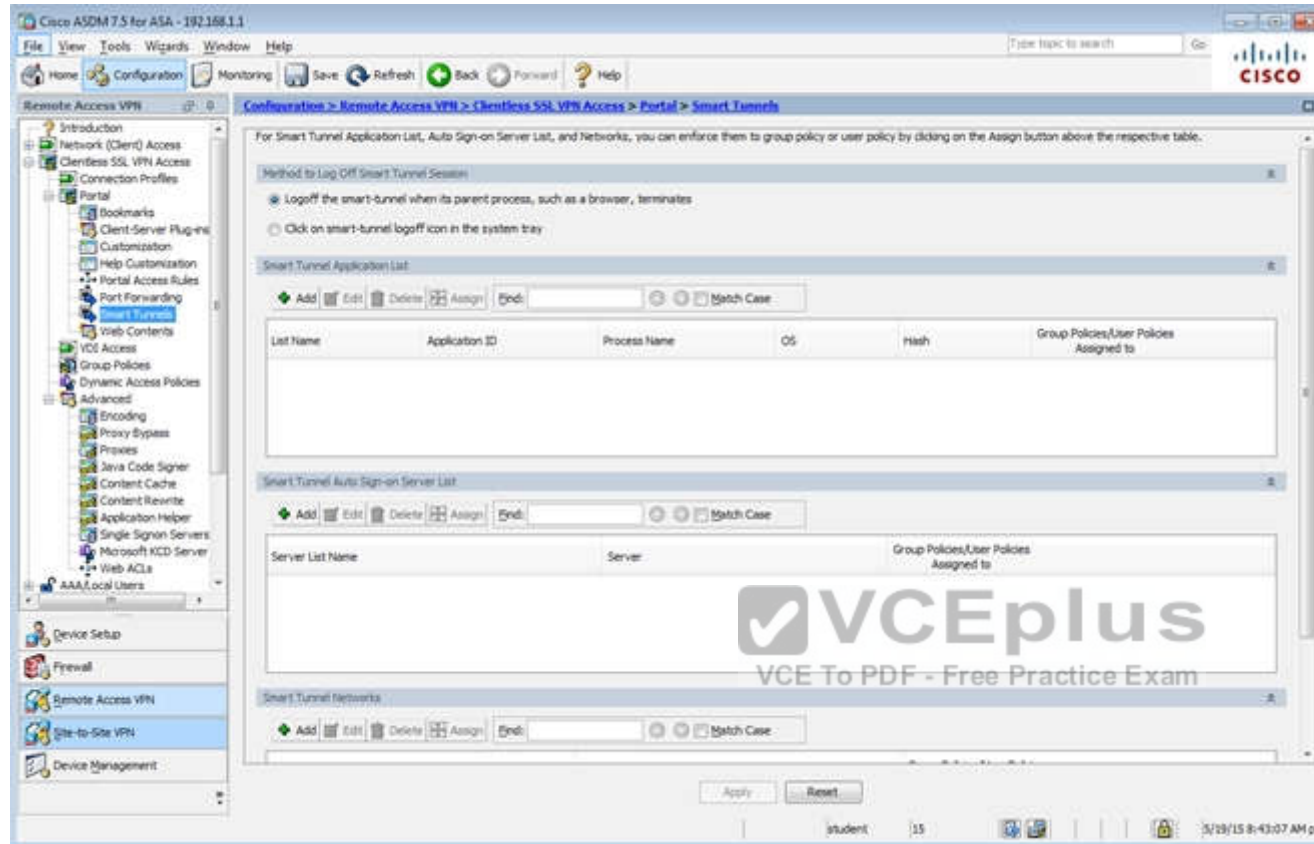 Cisco ASDM 7.5 for ASA - 192.168.1.1
File View Tools Wizards Window Help
Type topic to search Go
Home Configuration Monitoring Save Refresh Back Forward Help
CISCO
Remote Access VPN
Configuration > Remote Access VPN > Clientless SSL VPN Access > Portal > Smart Tunnels
Introduction
Network (Client) Access
Clientless SSL VPN Access
Connection Profiles
Portal
Bookmarks
Client-Server Plug-ins
Customization
Help Customization
Portal Access Rules
Port Forwarding
Smart Tunnels
Web Contents
VDI Access
Group Policies
Dynamic Access Policies
Advanced
Encoding
Proxy Bypass
Proxies
Java Code Signer
Content Cache
Content Rewrite
Application Helper
Single Signon Servers
Microsoft KCD Server
Web ACLs
AAA/Local Users
Device Setup
Firewall
Remote Access VPN
Site-to-Site VPN
Device Management
For Smart Tunnel Application List, Auto Sign-on Server List, and Networks, you can enforce them to group policy or user policy by clicking on the Assign button above the respective table.
Method to Log Off Smart Tunnel Session
Logoff the smart-tunnel when its parent process, such as a browser, terminates
Click on smart-tunnel logoff icon in the system tray
Smart Tunnel Application List
Add Edit Delete Assign Find: Match Case
List Name Application ID Process Name OS Hash Group Policies/User Policies
Assigned to
Smart Tunnel Auto Sign-on Server List
Add Edit Delete Assign Find: Match Case
Server List Name Server Group Policies/User Policies
Assigned to
VCEplus
VCE To PDF - Free Practice Exam
Smart Tunnel Networks
Add Edit Delete Assign Find: Match Case
Apply Reset
student 15 5/19/15 8:43:07 AM